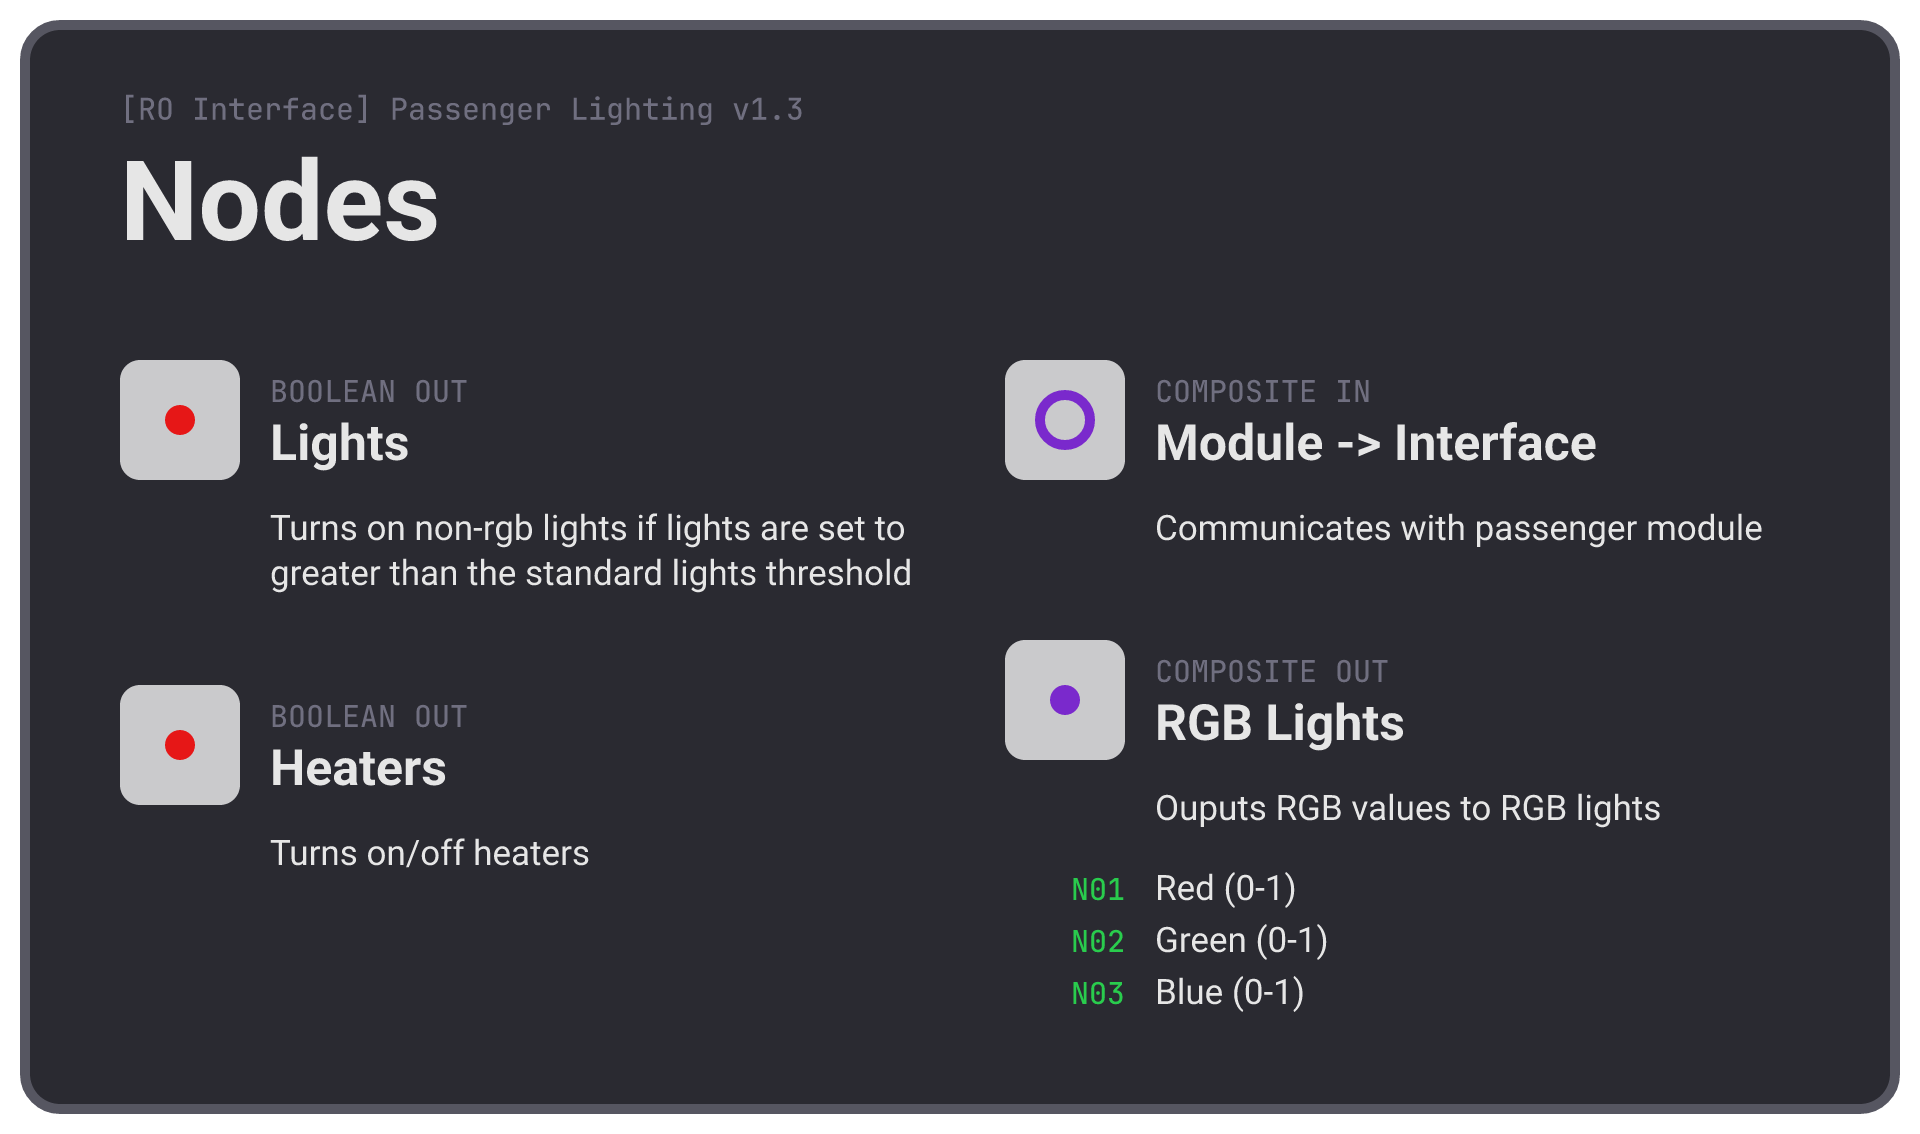 [RO Interface] Passenger Lighting v1.3
Nodes
BOOLEAN OUT
Lights
Turns on non-rgb lights if lights are set to
greater than the standard lights threshold
BOOLEAN OUT
Heaters
Turns on/off heaters
COMPOSITE IN
Module -> Interface
Communicates with passenger module
COMPOSITE OUT
RGB Lights
Ouputs RGB values to RGB lights
N01 Red (0-1)
N02 Green (0-1)
N03 Blue (0-1)